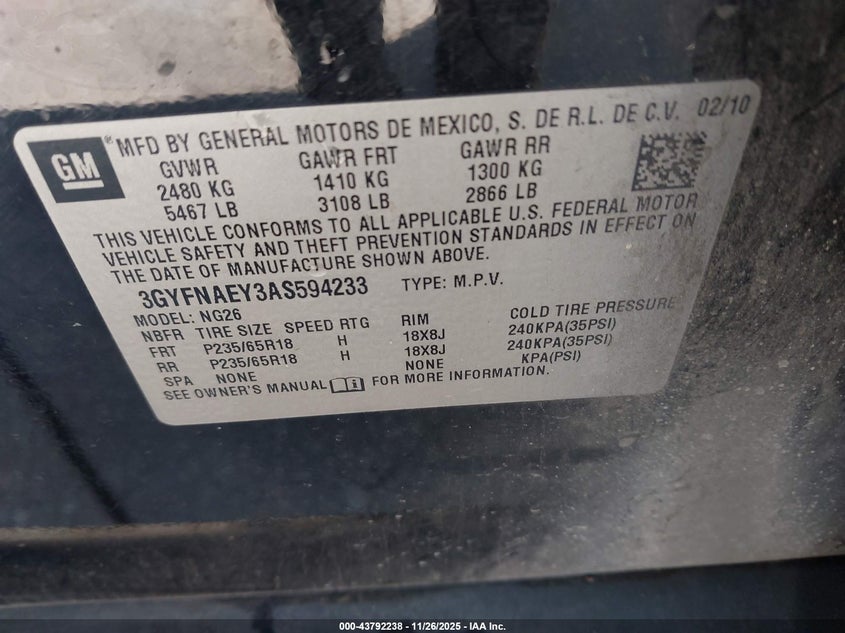 GM
® MFD BY GENERAL MOTORS DE MEXICO, S. DE R.L. DE C.V. 02/10
GVWR GAWR FRT GAWR RR
2480 KG 1410 KG 1300 KG
5467 LB 3108 LB 2866 LB
THIS VEHICLE CONFORMS TO ALL APPLICABLE U.S. FEDERAL MOTOR
VEHICLE SAFETY AND THEFT PREVENTION STANDARDS IN EFFECT ON
THE DATE OF MANUFACTURE SHOWN ABOVE.
3GYFNAEY3AS594233 TYPE: M.P.V.
MODEL: NG26
NBFR TIRE SIZE SPEED RTG RIM COLD TIRE PRESSURE
FRT P235/65R18 H 18X8J 240KPA(35PSI)
RR P235/65R18 H 18X8J 240KPA(35PSI)
SPA NONE NONE KPA(PSI)
SEE OWNER'S MANUAL i FOR MORE INFORMATION.
000-43792238 - 11/26/2025 - IAA Inc.